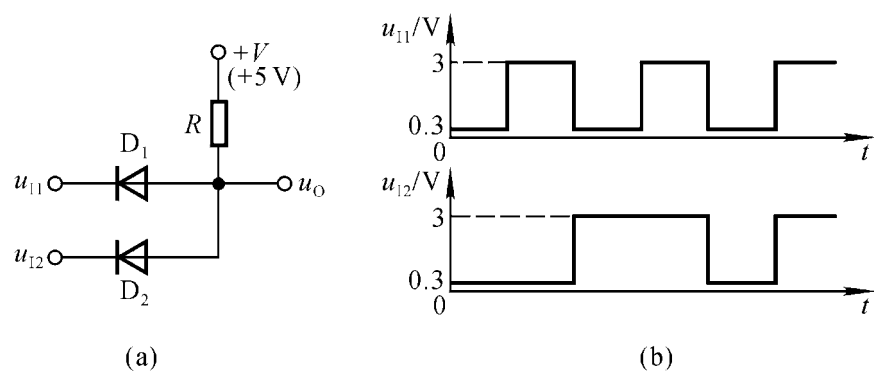 +V
(+5 V)
R
D₁
u_I1
u_O
u_I2
D₂
(a)
u_I1/V
3
0.3
0
t
u_I2/V
3
0.3
0
t
(b)